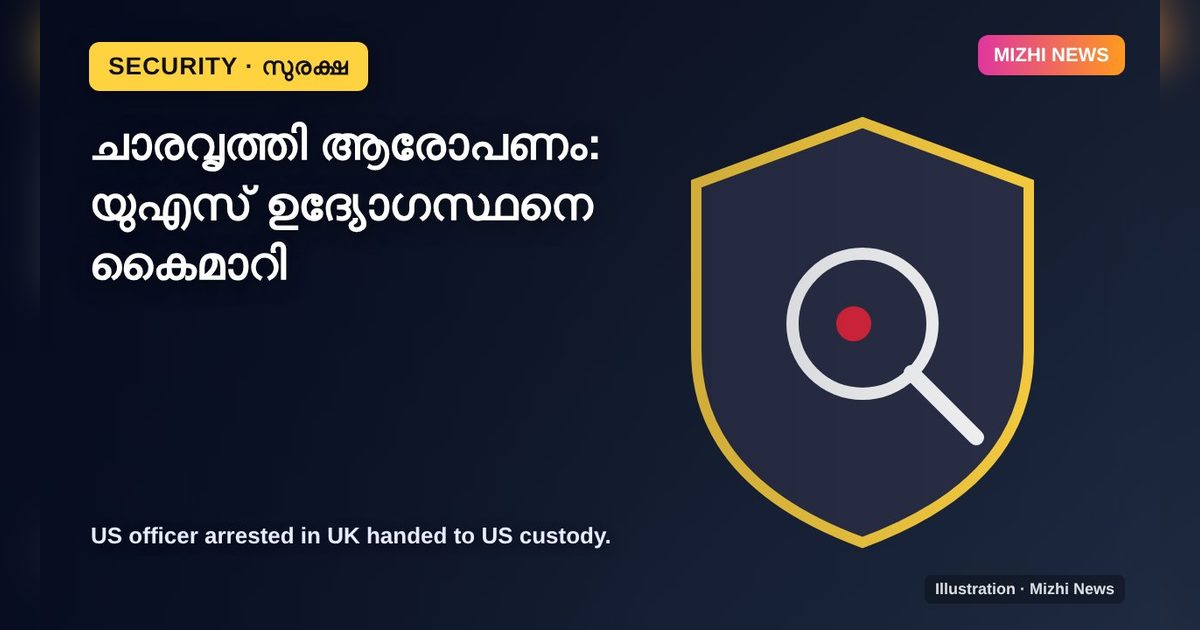 SECURITY · സുരക്ഷ
MIZHI NEWS
ചാരവൃത്തി ആരോപണം:
യുഎസ് ഉദ്യോഗസ്ഥനെ
കൈമാറി
US officer arrested in UK handed to US custody.
Illustration · Mizhi News